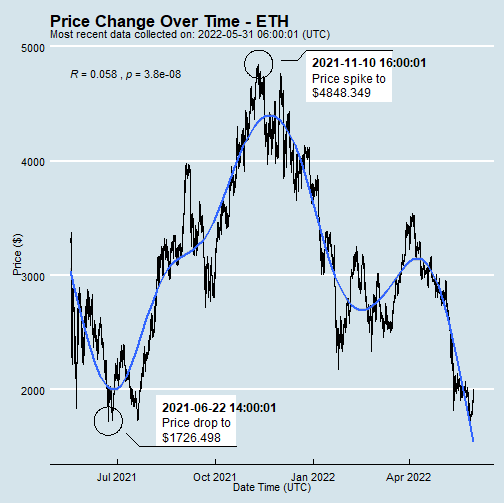 Price Change Over Time - ETH
Most recent data collected on: 2022-05-31 06:00:01 (UTC)
5000
R = 0.058 , p = 3.8e-08
2021-11-10 16:00:01
Price spike to
$4848.349
4000
Price ($)
3000
2000
2021-06-22 14:00:01
Price drop to
$1726.498
Jul 2021
Oct 2021
Jan 2022
Apr 2022
Date Time (UTC)